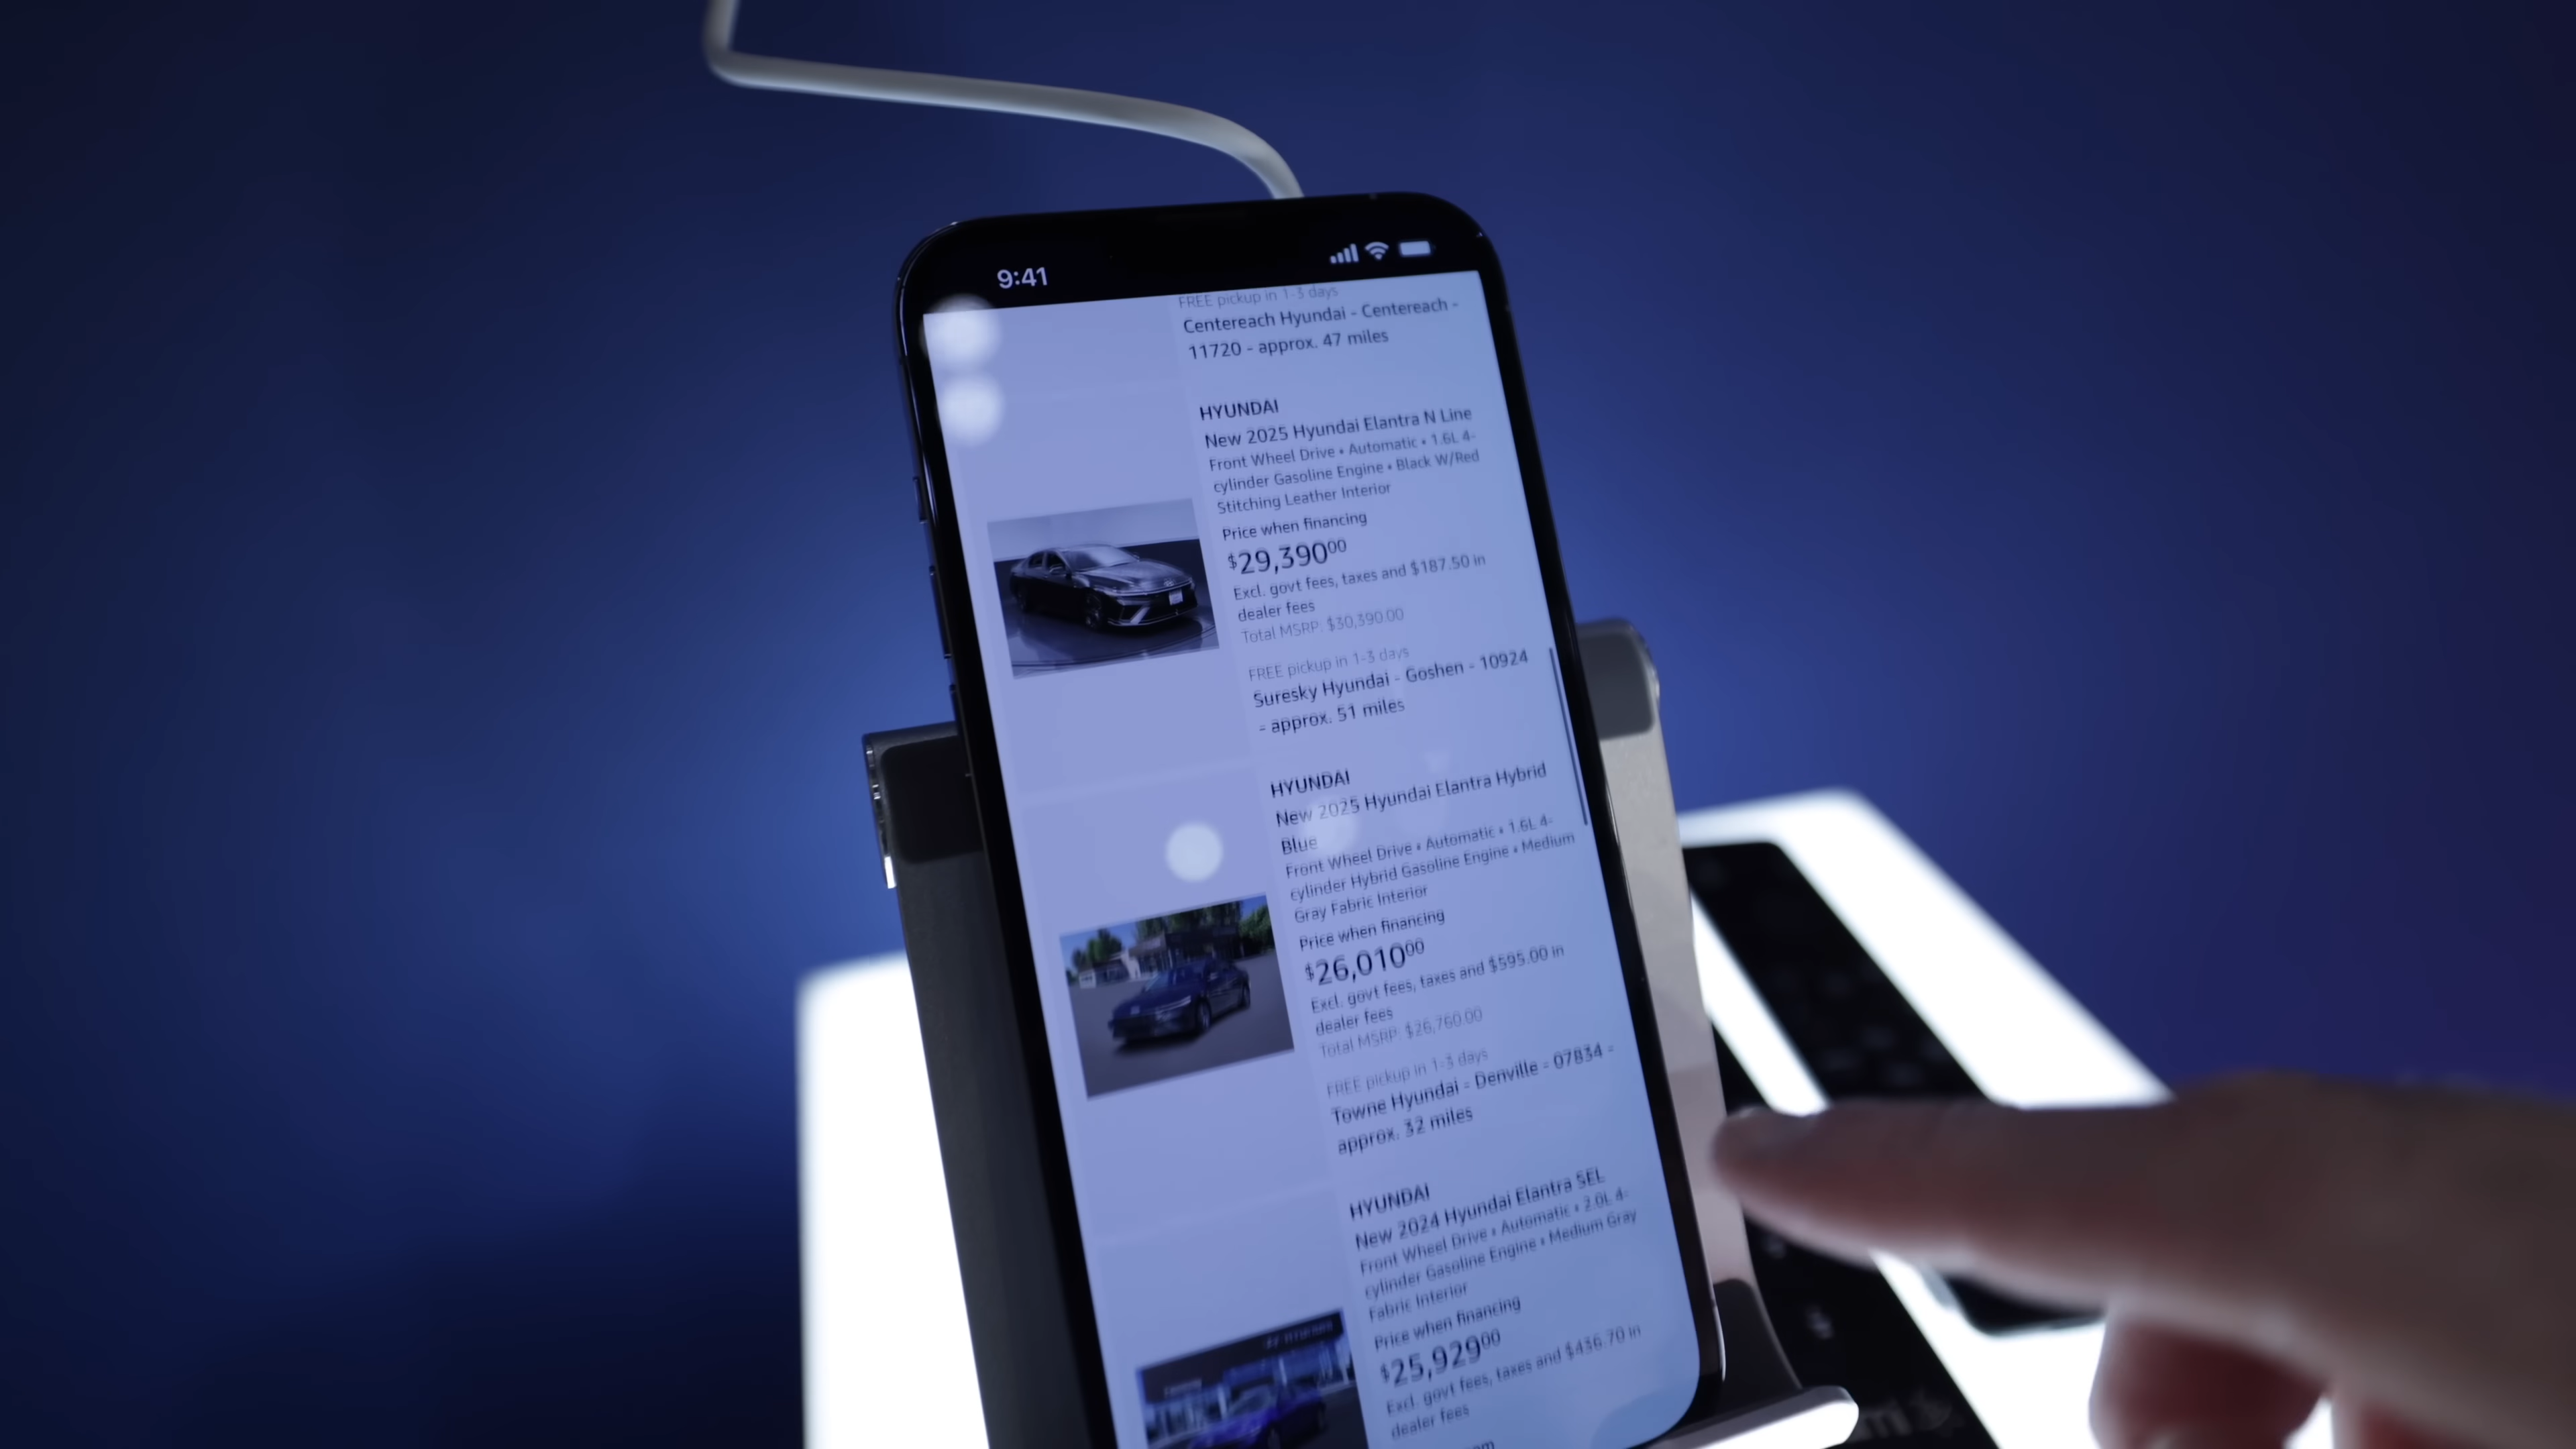 9:41
FREE pickup in 1-3 days
Centereach Hyundai - Centereach -
11720 - approx. 47 miles
HYUNDAI
New 2025 Hyundai Elantra N Line
Front Wheel Drive • Automatic • 1.6L 4-
cylinder Gasoline Engine • Black W/Red
Stitching Leather Interior
Price when financing
$29,39000
Excl. govt fees, taxes and $187.50 in
dealer fees
Total MSRP: $30,390.00
FREE pickup in 1-3 days
Suresky Hyundai - Goshen - 10924
- approx. 51 miles
HYUNDAI
New 2025 Hyundai Elantra Hybrid
Blue
Front Wheel Drive • Automatic • 1.6L 4-
cylinder Hybrid Gasoline Engine • Medium
Gray Fabric Interior
Price when financing
$26,01000
Excl. govt fees, taxes and $595.00 in
dealer fees
Total MSRP: $26,760.00
FREE pickup in 1-3 days
Towne Hyundai - Denville - 07834 -
approx. 32 miles
HYUNDAI
New 2024 Hyundai Elantra SEL
Front Wheel Drive • Automatic • 2.0L 4-
cylinder Gasoline Engine • Medium Gray
Fabric Interior
Price when financing
$25,92900
Excl. govt fees, taxes and $436.70 in
dealer fees